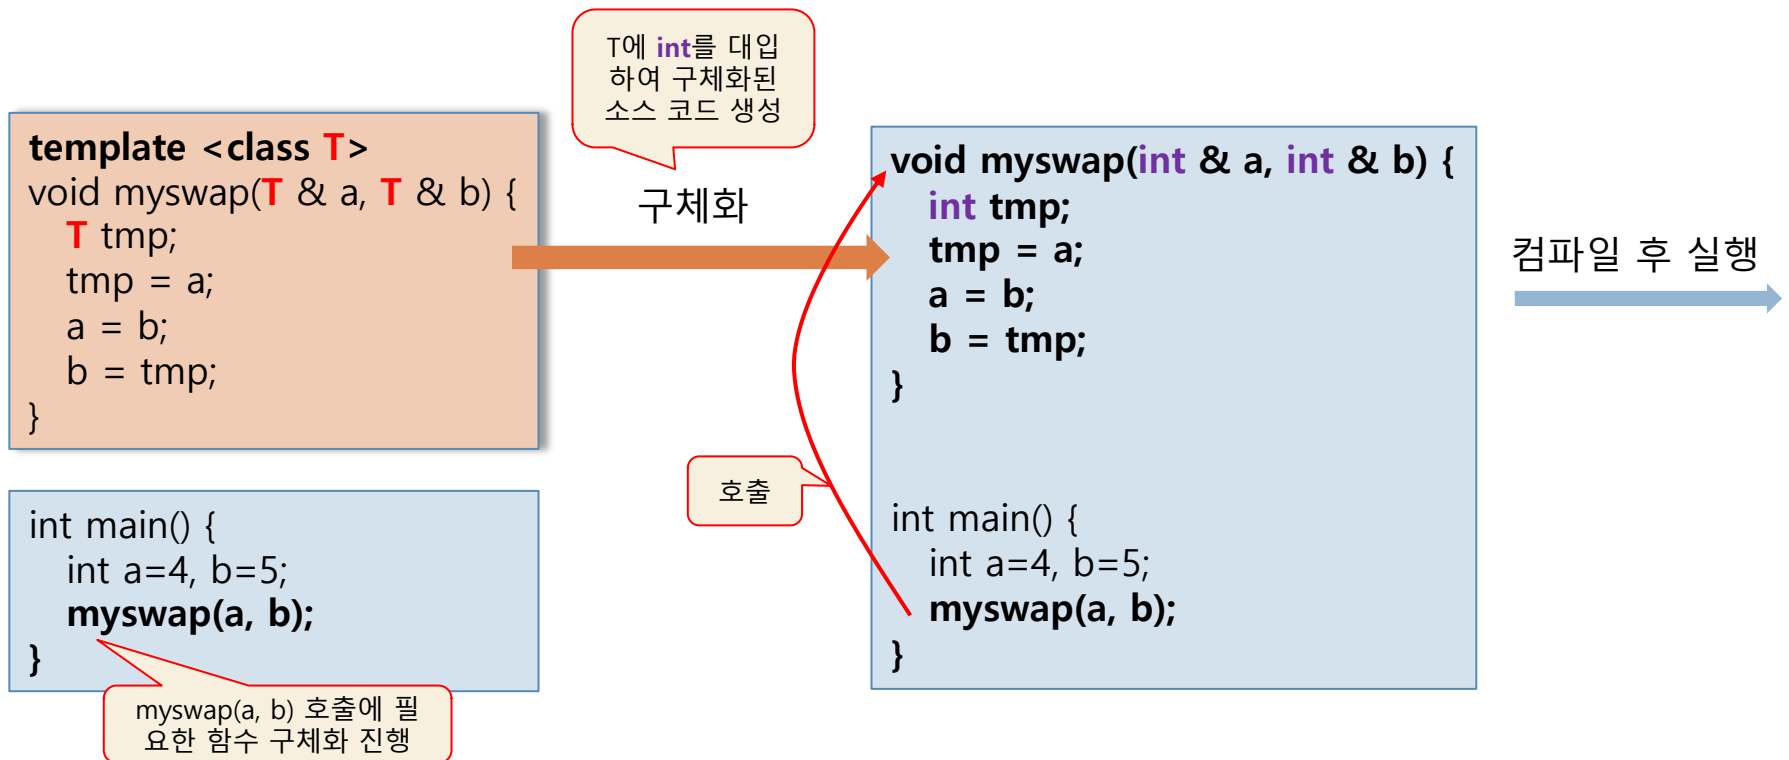 T에 int를 대입
하여 구체화된
소스 코드 생성
template <class T>
void myswap(T & a, T & b) {
T tmp;
tmp = a;
a = b;
b = tmp;
}
구체화
void myswap(int & a, int & b) {
int tmp;
tmp = a;
a = b;
b = tmp;
}
컴파일 후 실행
호출
int main() {
int a=4, b=5;
myswap(a, b);
}
myswap(a, b) 호출에 필
요한 함수 구체화 진행
int main() {
int a=4, b=5;
myswap(a, b);
}